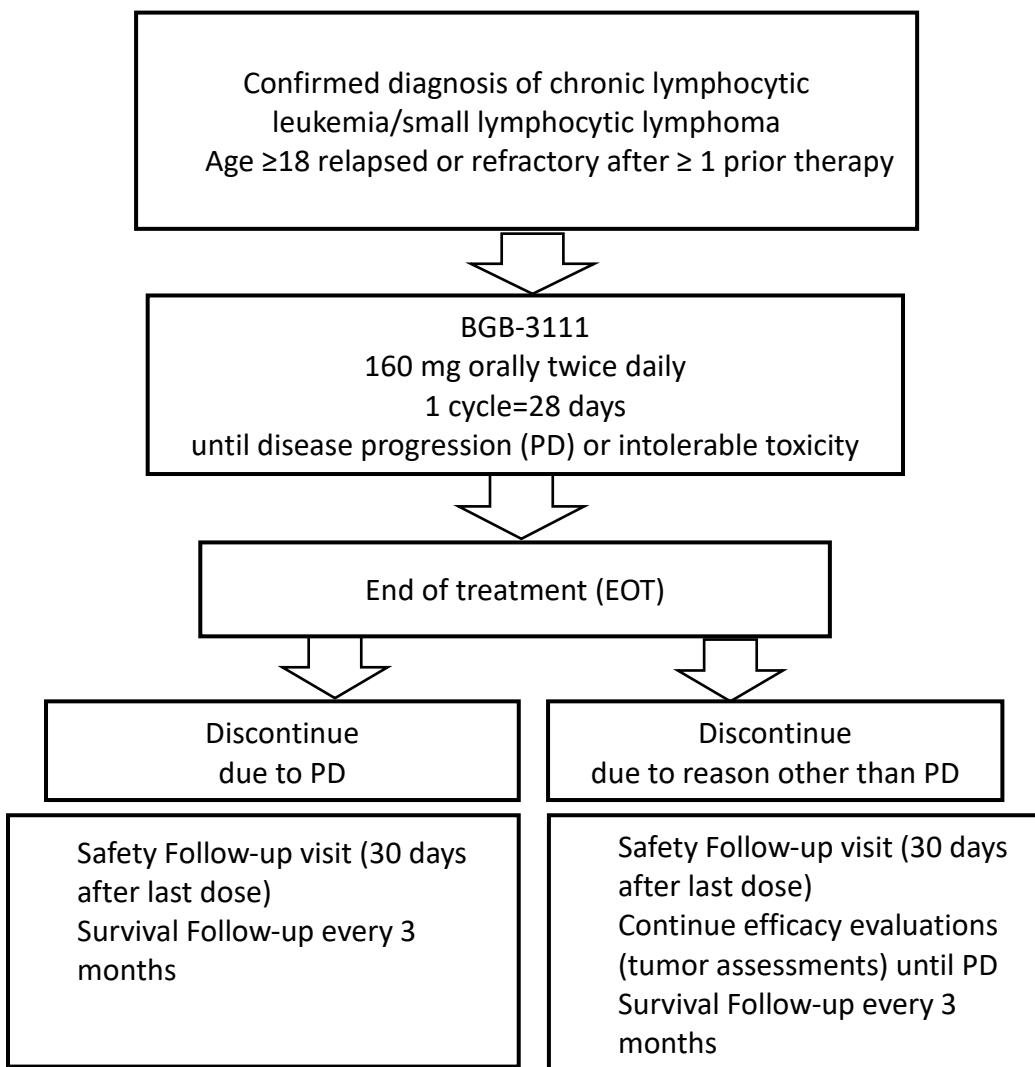 Confirmed diagnosis of chronic lymphocytic
leukemia/small lymphocytic lymphoma
Age ≥18 relapsed or refractory after ≥ 1 prior therapy
BGB-3111
160 mg orally twice daily
1 cycle=28 days
until disease progression (PD) or intolerable toxicity
End of treatment (EOT)
Discontinue
due to PD
Safety Follow-up visit (30 days
after last dose)
Survival Follow-up every 3
months
Discontinue
due to reason other than PD
Safety Follow-up visit (30 days
after last dose)
Continue efficacy evaluations
(tumor assessments) until PD
Survival Follow-up every 3
months